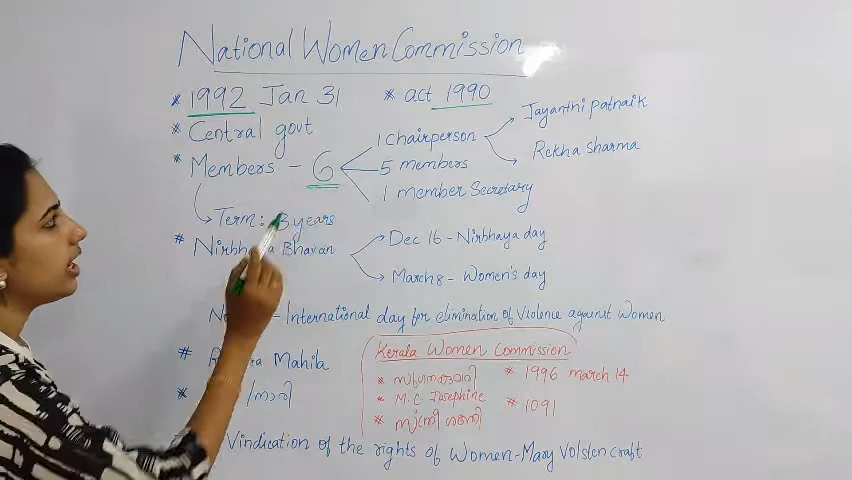 National Women Commission
* 1992 Jan 31 * act 1990
* Central govt
* Members - 6
1 chairperson
Jayanthi patnaik
Rekha sharma
5 members
1 member Secretary
Term: 3 years
* Nirbhaya Bhavan
Dec 16 - Nirbhaya day
March 8 - Women's day
- International day for elimination of Violence against Women
* Mahila
*
Kerala Women Commission
* സുഗതകുമാരി * 1996 march 14
* M.C. Josephine
* 1091
*
Vindication of the rights of Women - Mary Volsten craft